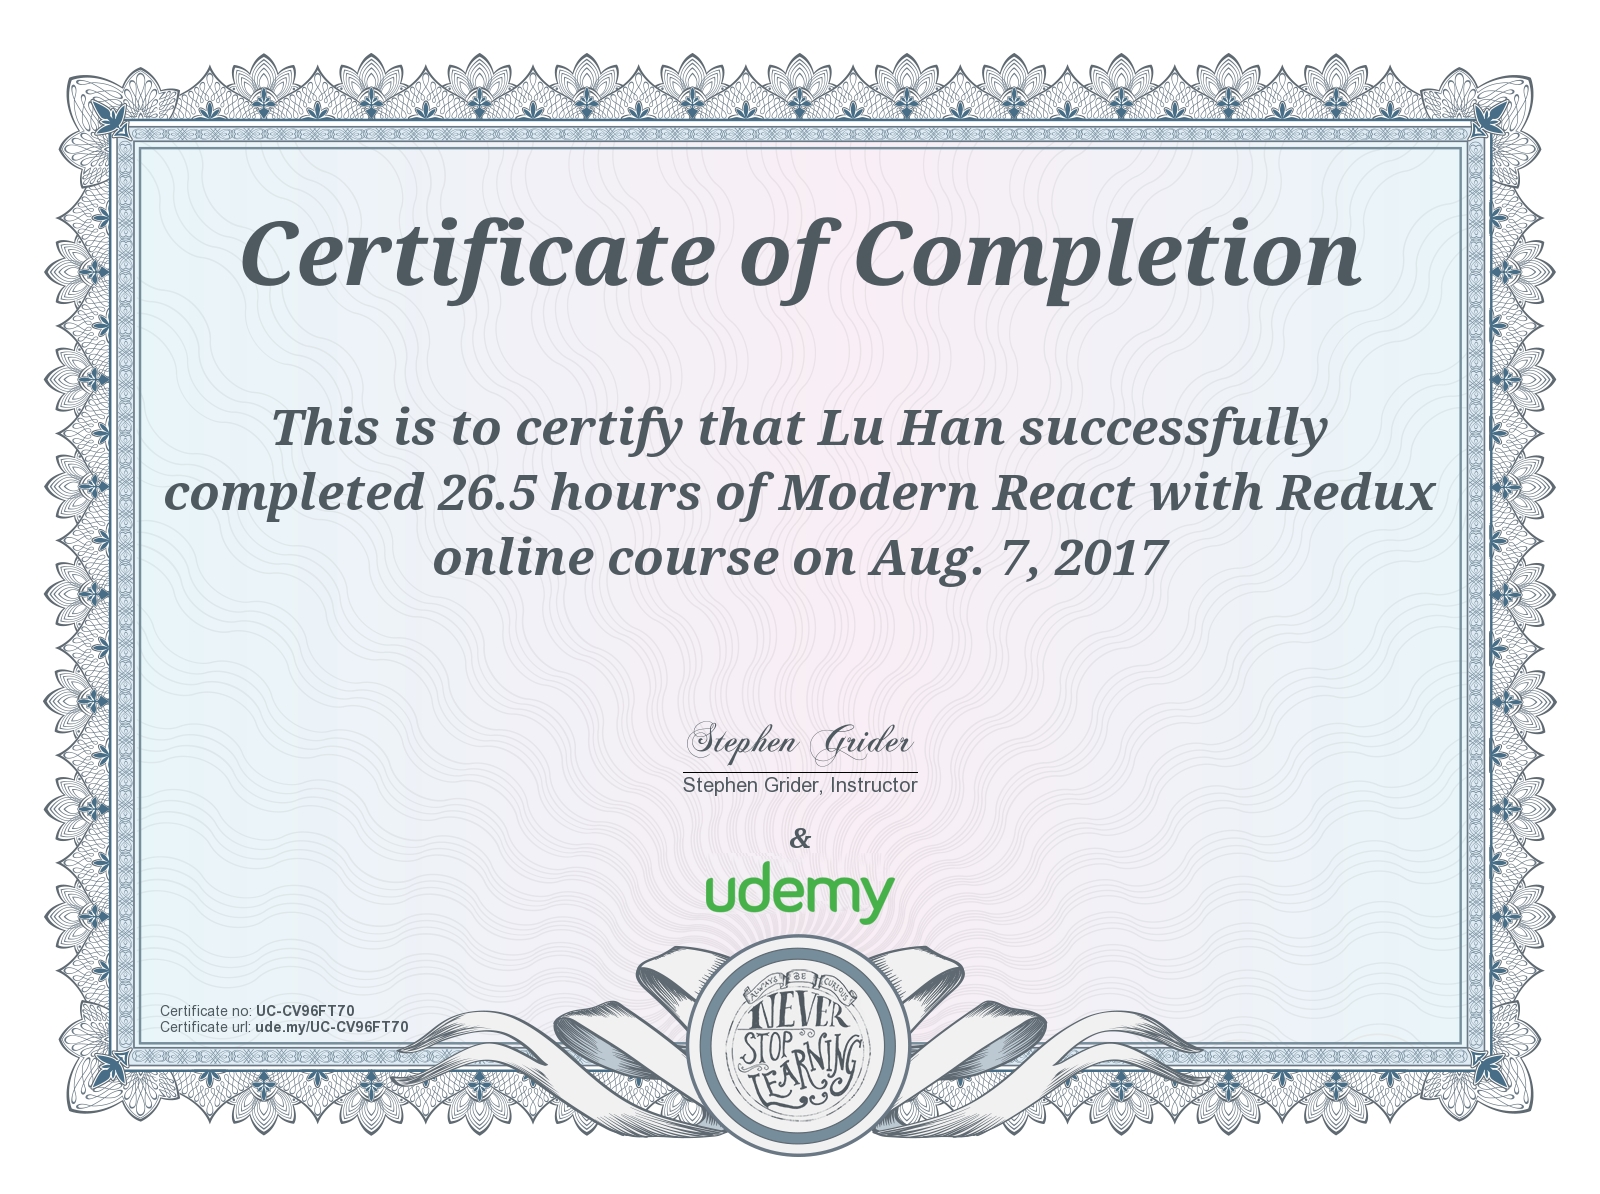 Certificate of Completion
This is to certify that Lu Han successfully
completed 26.5 hours of Modern React with Redux
online course on Aug. 7, 2017
Stephen Grider
Stephen Grider, Instructor
&
udemy
Certificate no: UC-CV96FT70
Certificate url: ude.my/UC-CV96FT70
ALWAYS BE CURIOUS
NEVER
STOP
LEARNING